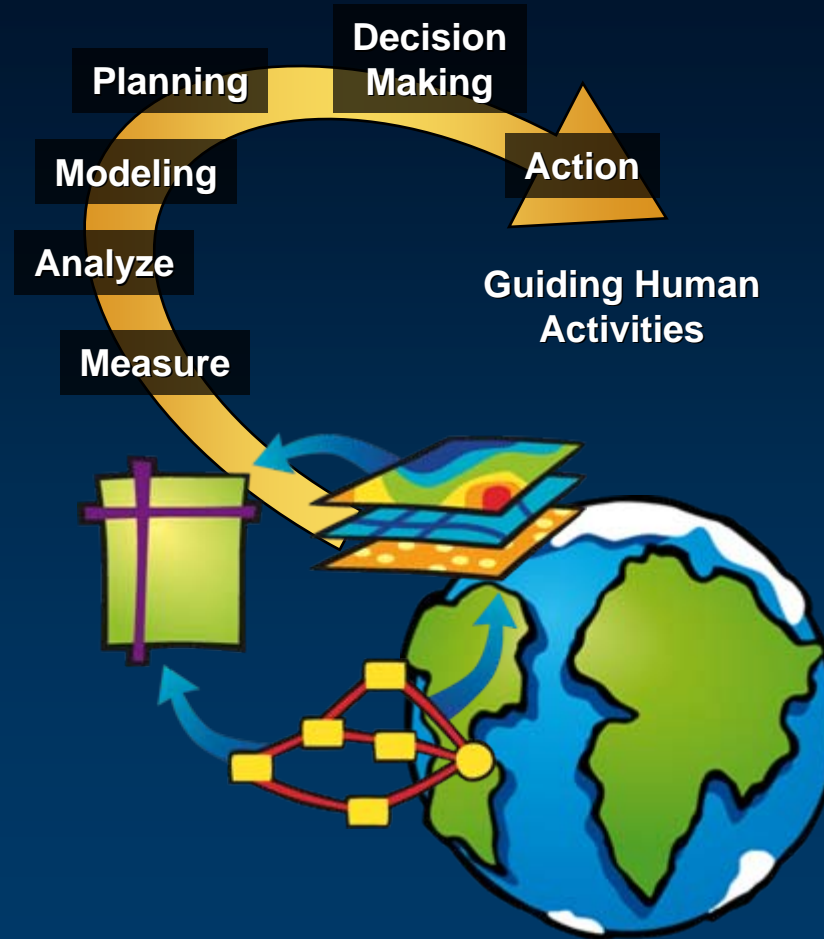 Decision
Making
Planning
Modeling
Action
Analyze
Measure
Guiding Human
Activities